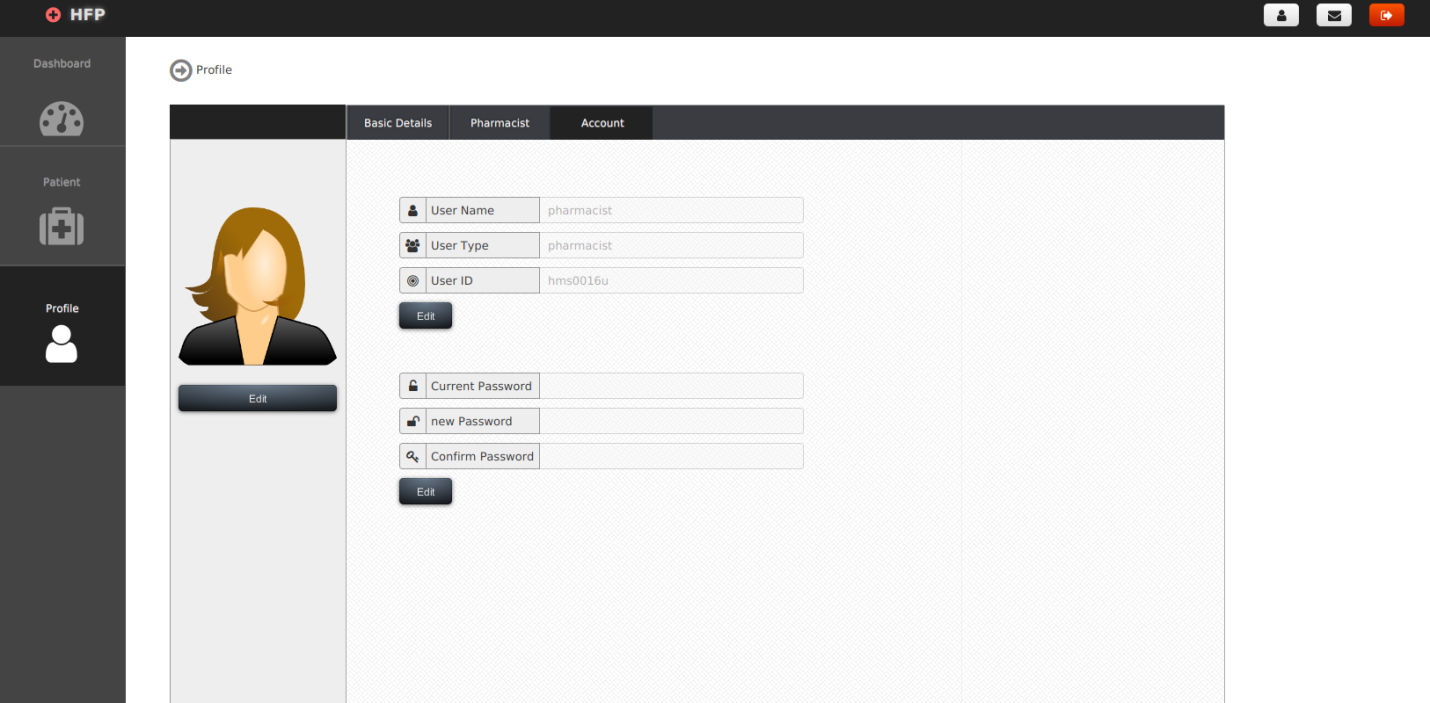 HFP
Dashboard
Patient
Profile
Profile
Basic Details Pharmacist Account
Edit
User Name pharmacist
User Type pharmacist
User ID hms0016u
Edit
Current Password
new Password
Confirm Password
Edit